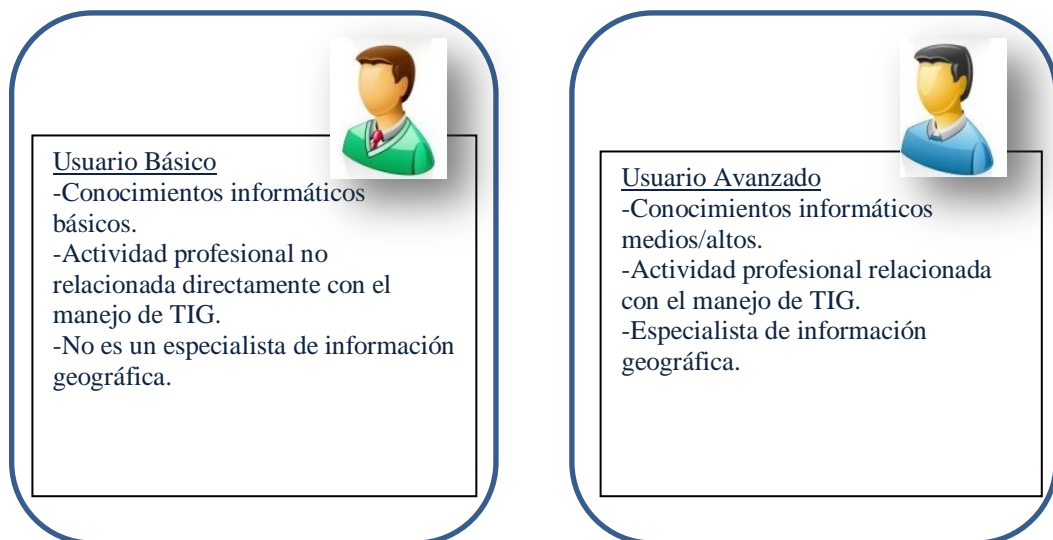 Usuario Básico
-Conocimientos informáticos
básicos.
-Actividad profesional no
relacionada directamente con el
manejo de TIG.
-No es un especialista de información
geográfica.
Usuario Avanzado
-Conocimientos informáticos
medios/altos.
-Actividad profesional relacionada
con el manejo de TIG.
-Especialista de información
geográfica.